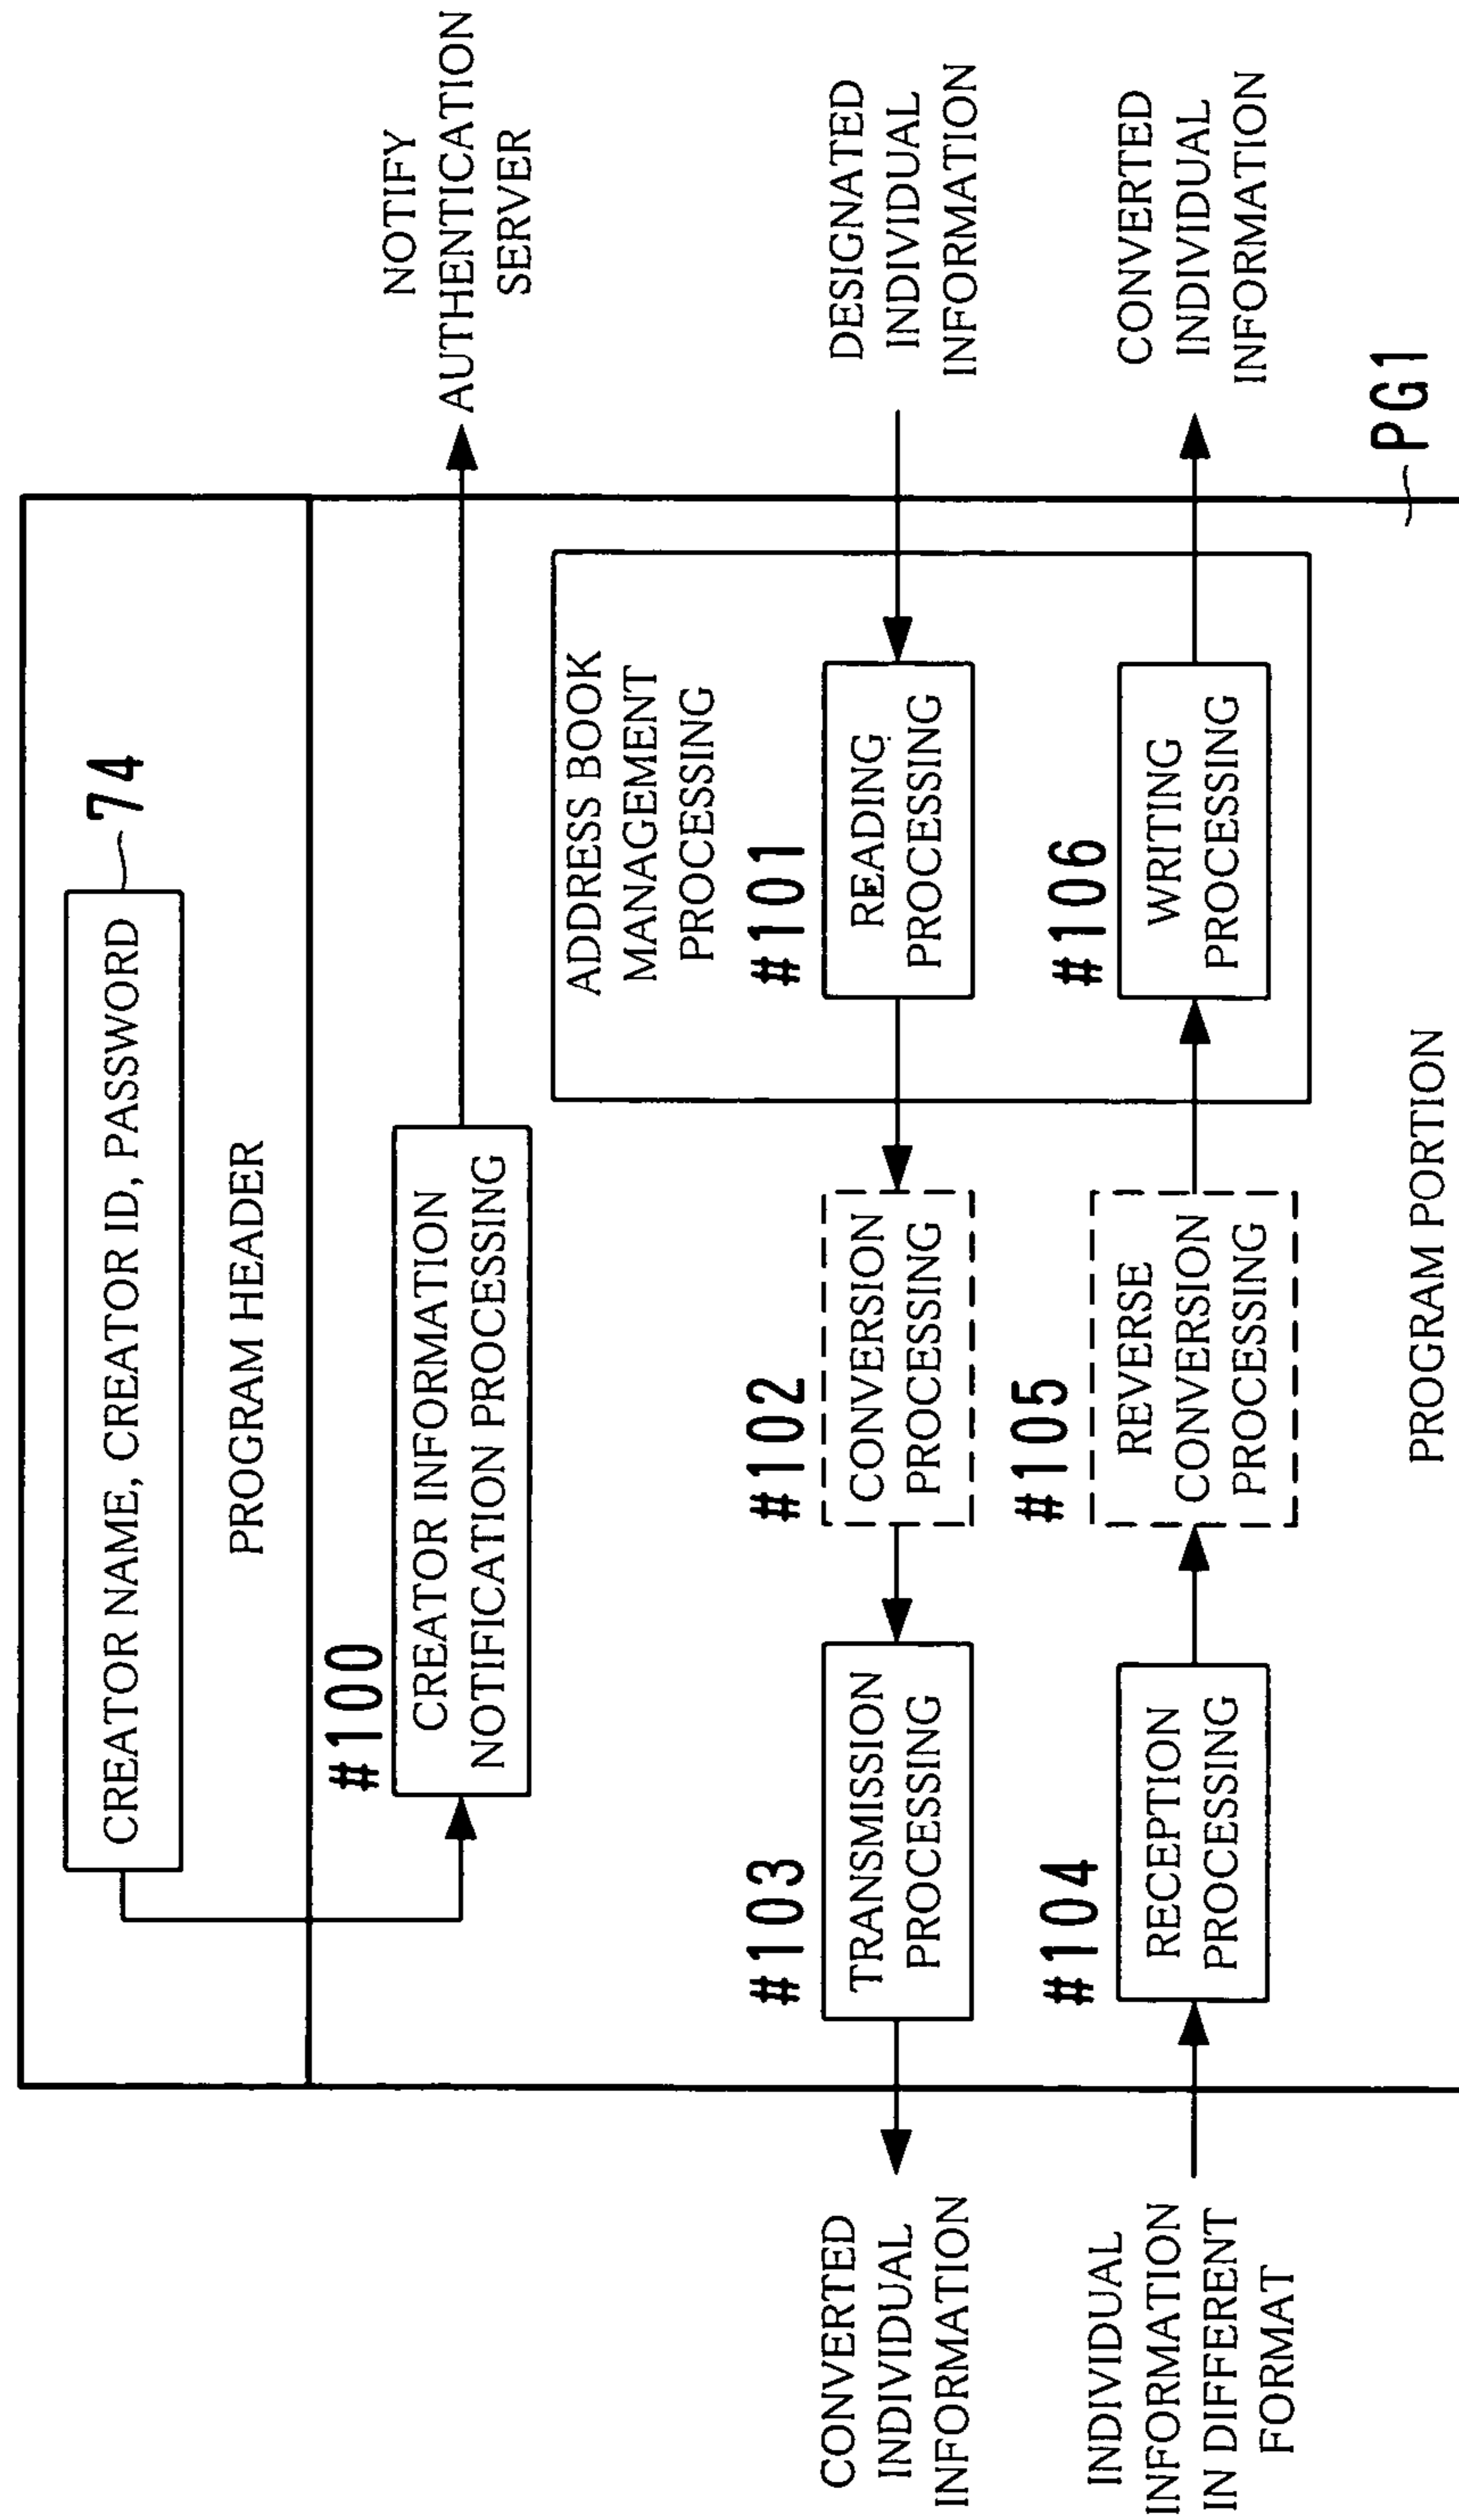 74
CREATOR NAME, CREATOR ID, PASSWORD
PROGRAM HEADER
#100
CREATOR INFORMATION
NOTIFICATION PROCESSING
NOTIFY
AUTHENTICATION
SERVER
ADDRESS BOOK
MANAGEMENT
PROCESSING
CONVERTED
INDIVIDUAL
INFORMATION
#103
TRANSMISSION
PROCESSING
#102
CONVERSION
PROCESSING
#101
READING
PROCESSING
DESIGNATED
INDIVIDUAL
INFORMATION
INDIVIDUAL
INFORMATION
IN DIFFERENT
FORMAT
#104
RECEPTION
PROCESSING
#105
REVERSE
CONVERSION
PROCESSING
#106
WRITING
PROCESSING
CONVERTED
INDIVIDUAL
INFORMATION
PROGRAM PORTION
PG1